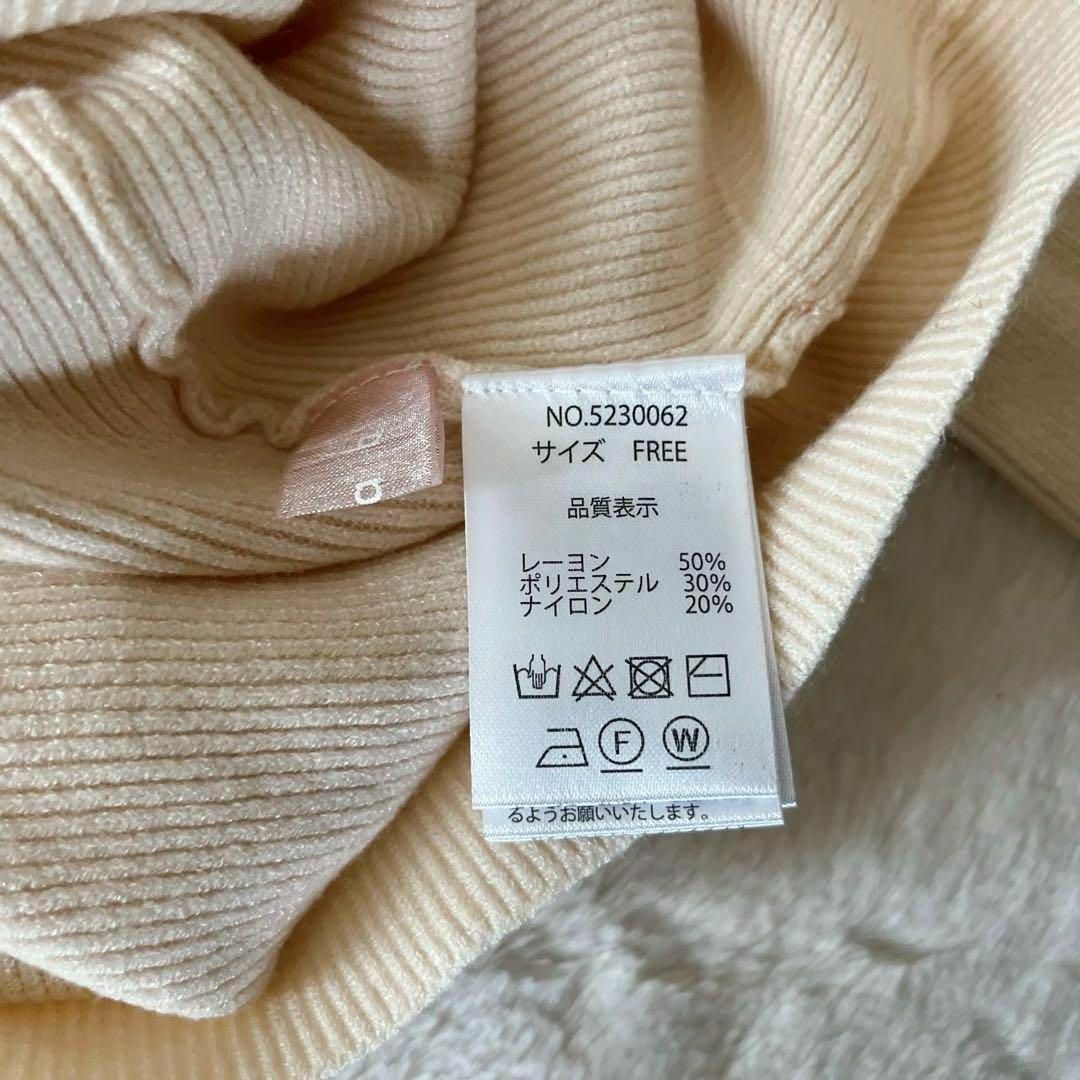 NO.5230062
サイズ FREE
品質表示
レーヨン 50%
ポリエステル 30%
ナイロン 20%
F W
るようお願いいたします。